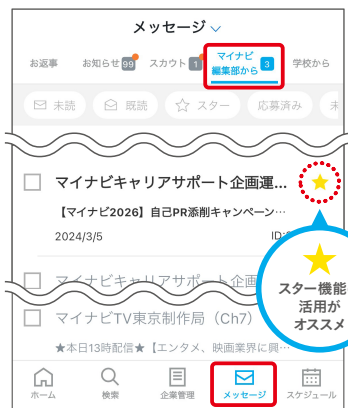 メッセージ
お返事 お知らせ 99 スカウト 1 マイナビ編集部から 3 学校から
未読 既読 スター 応募済み
マイナビキャリアサポート企画運...
【マイナビ2026】自己PR添削キャンペーン…
2024/3/5 ID:
マイナビキャリアサポート企画
マイナビTV東京制作局（Ch7）
★本日13時配信★【エンタメ、映画業界に興…
スター機能
活用が
オススメ
ホーム 検索 企業管理 メッセージ スケジュール